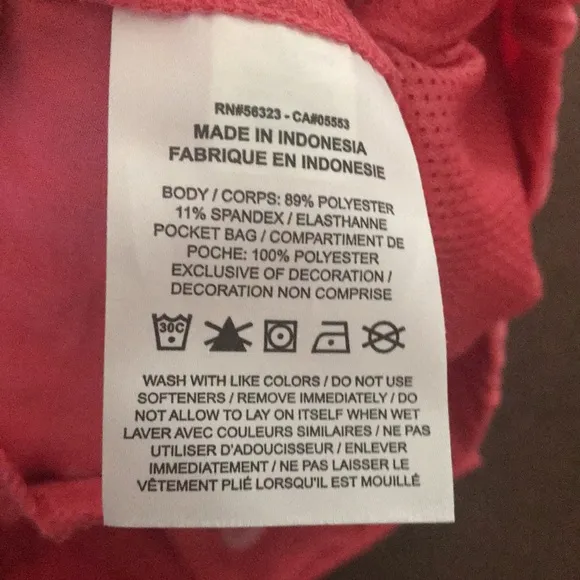 RN#56323 - CA#05553
MADE IN INDONESIA
FABRIQUE EN INDONESIE
BODY / CORPS: 89% POLYESTER
11% SPANDEX / ELASTHANNE
POCKET BAG / COMPARTIMENT DE
POCHE: 100% POLYESTER
EXCLUSIVE OF DECORATION /
DECORATION NON COMPRISE
30C
WASH WITH LIKE COLORS / DO NOT USE
SOFTENERS / REMOVE IMMEDIATELY / DO
NOT ALLOW TO LAY ON ITSELF WHEN WET
LAVER AVEC COULEURS SIMILAIRES / NE PAS
UTILISER D'ADOUCISSEUR / ENLEVER
IMMEDIATEMENT / NE PAS LAISSER LE
VÊTEMENT PLIÉ LORSQU'IL EST MOUILLÉ